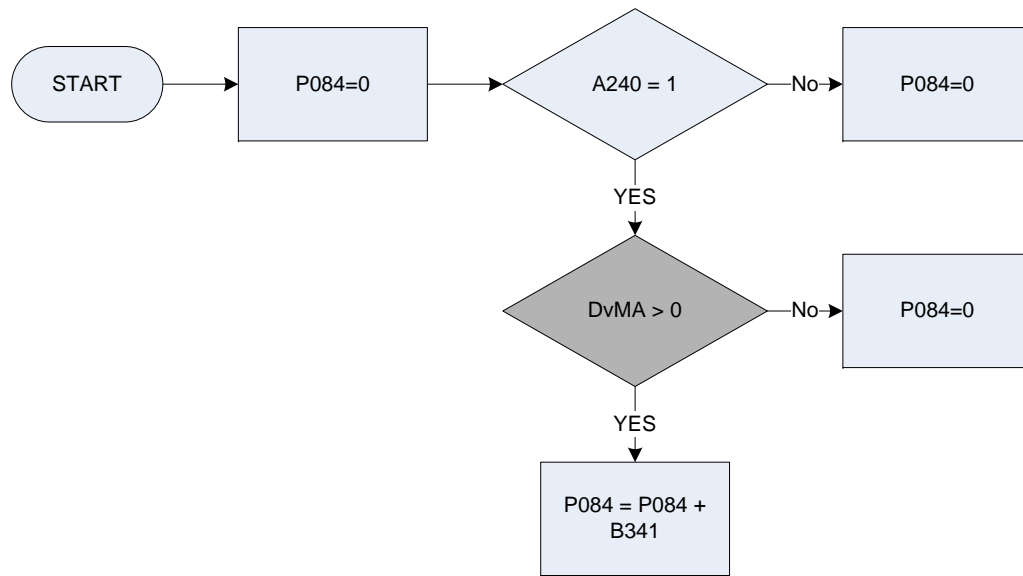 START
P084=0
A240 = 1
No
P084=0
YES
DvMA > 0
No
P084=0
YES
P084 = P084 +
B341